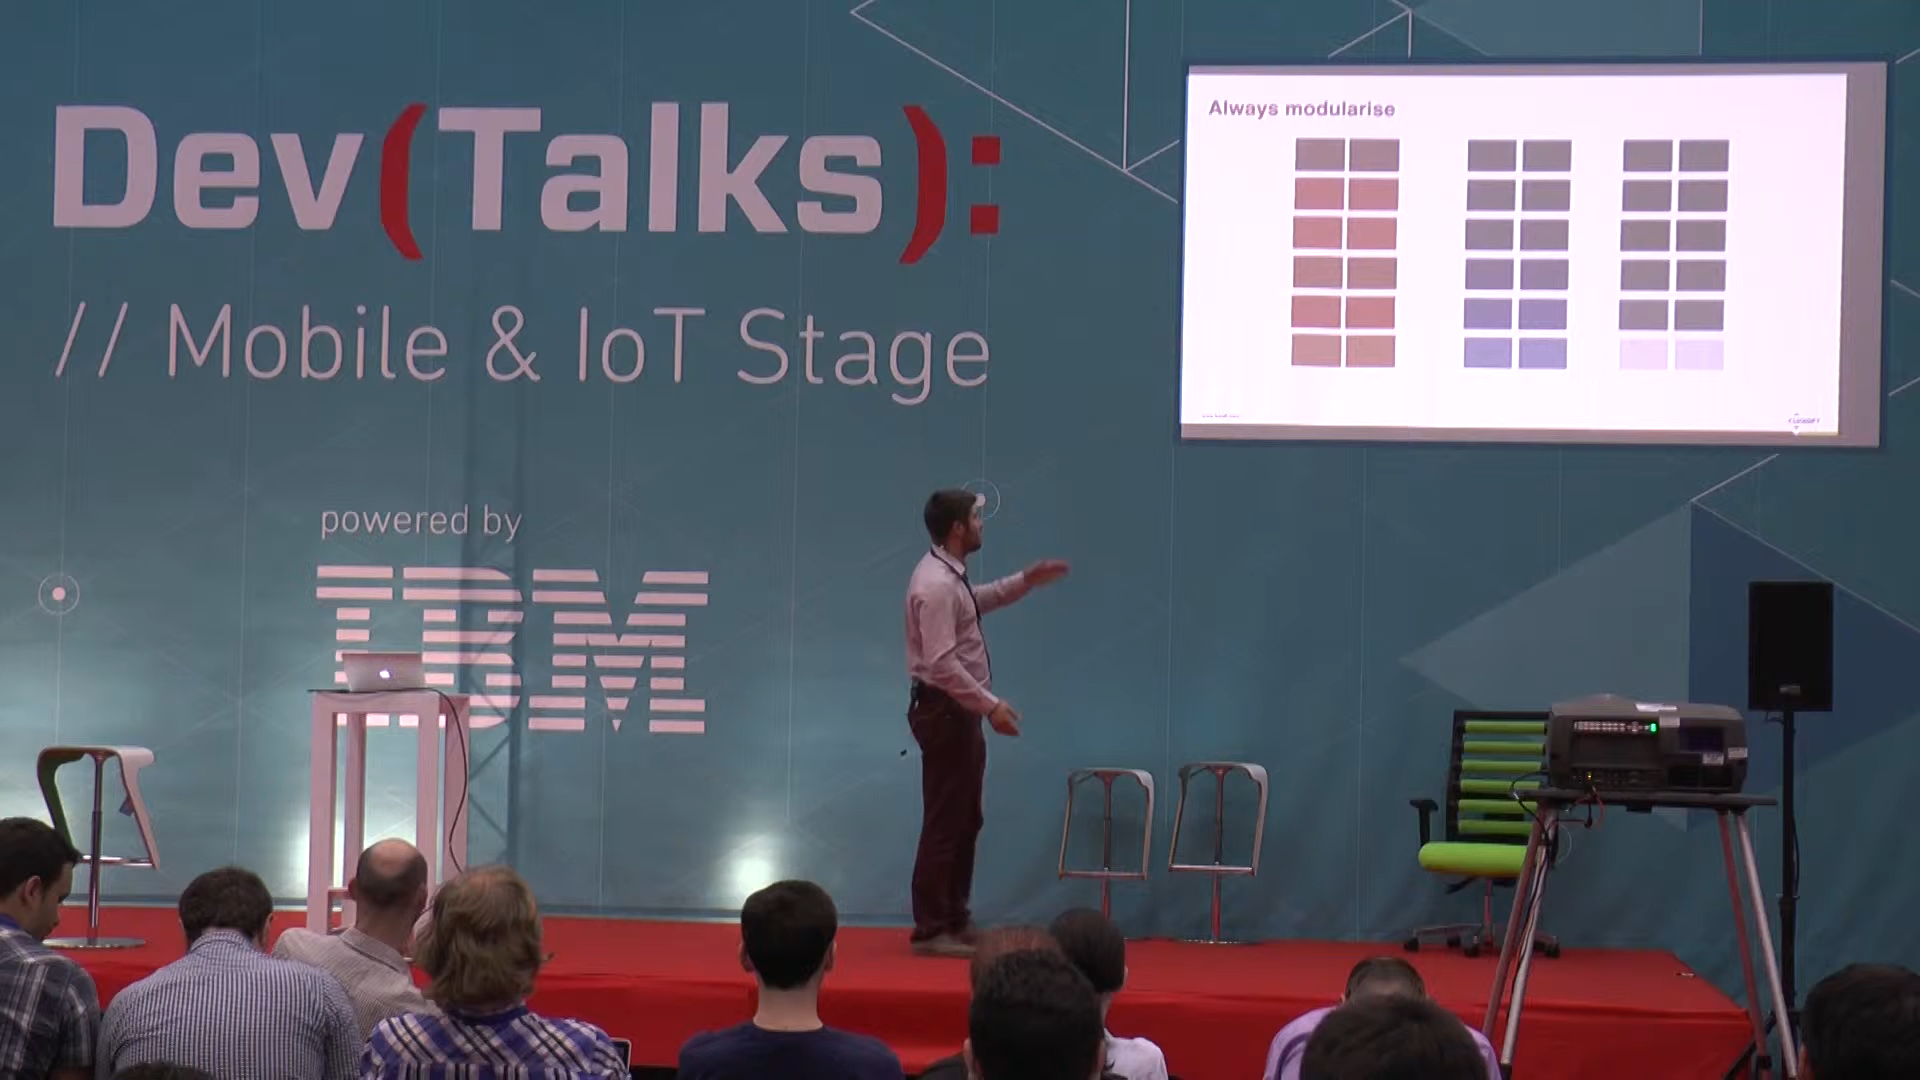 Dev(Talks):
// Mobile & IoT Stage
powered by
IBM
Always modularise